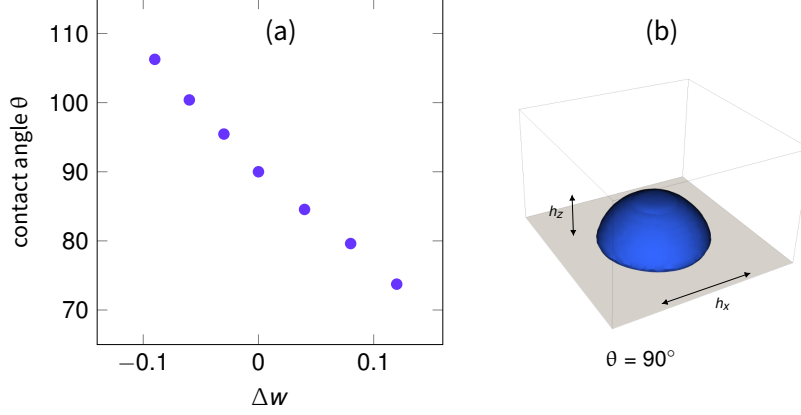 (a)
contact angle θ
110
100
90
80
70
−0.1
0
0.1
Δw
(b)
h_z
h_x
θ = 90°